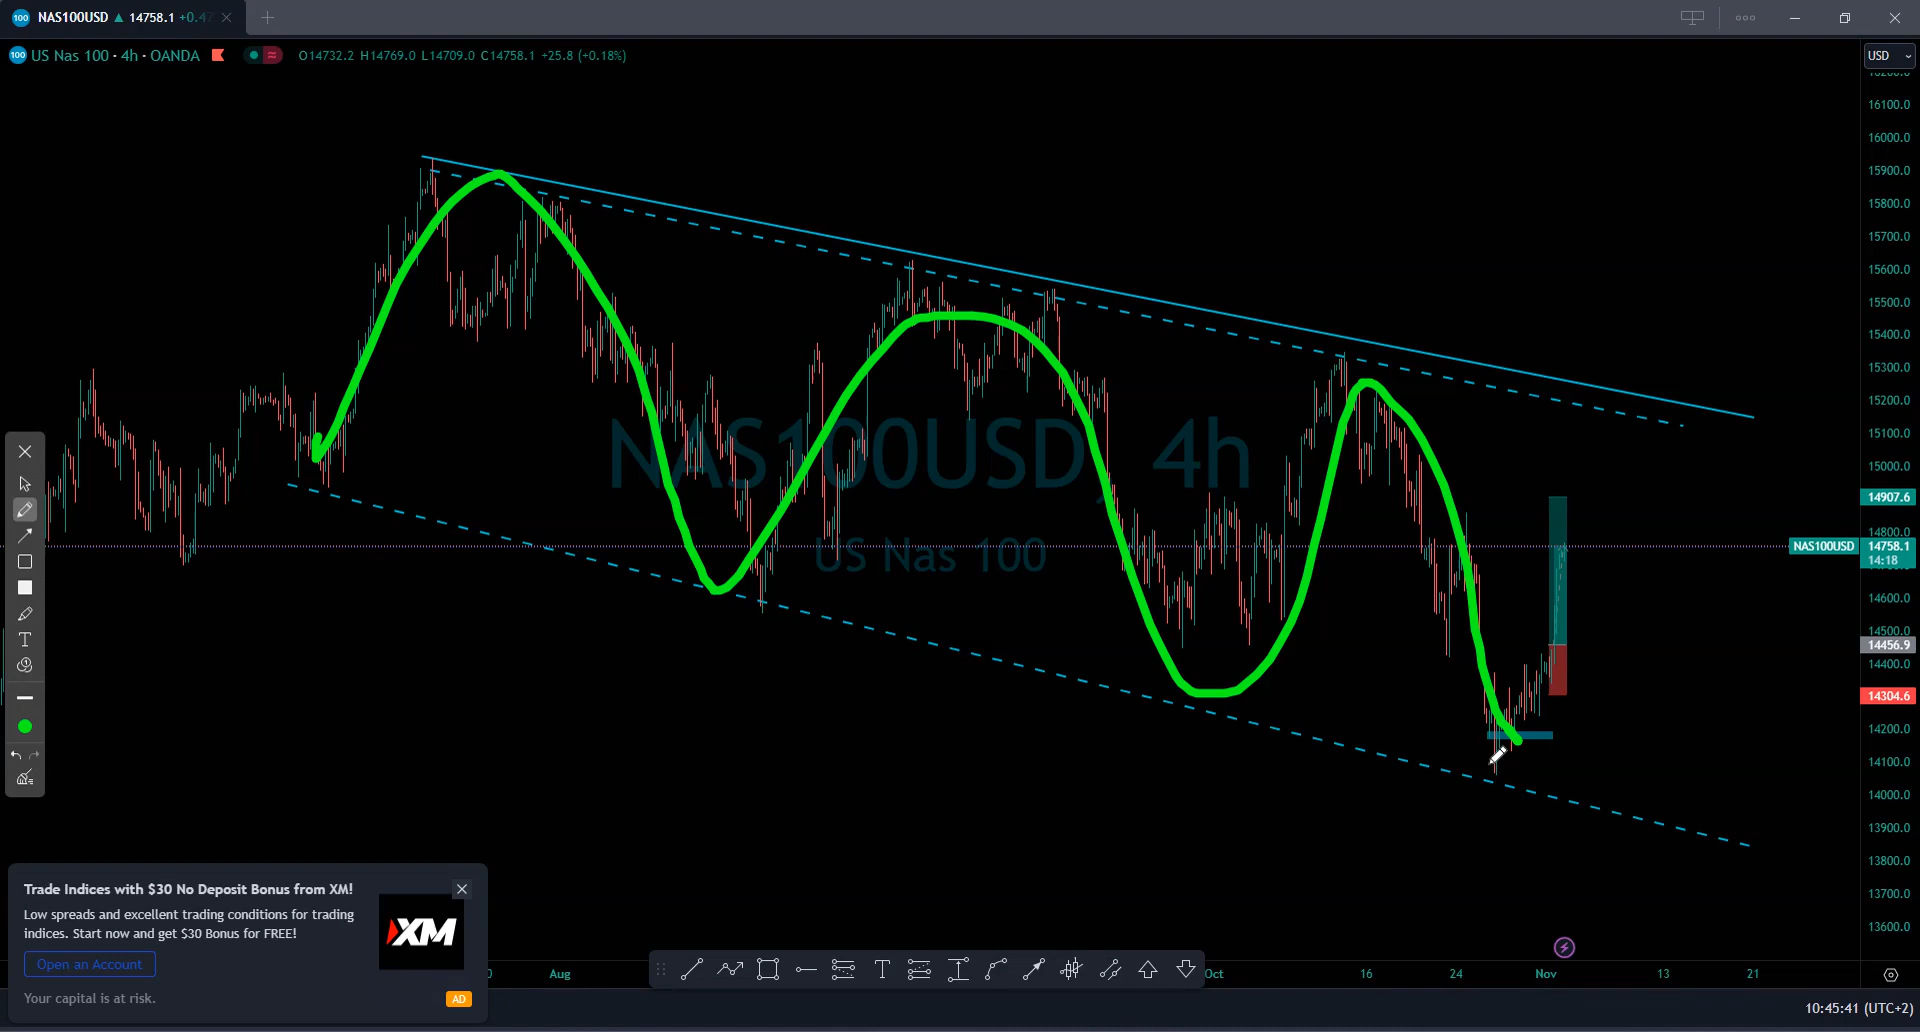 NAS100USD ▲ 14758.1 +0.47
100 US Nas 100 · 4h · OANDA O14732.2 H14769.0 L14709.0 C14758.1 +25.8 (+0.18%)
USD
16200.0
16100.0
16000.0
15900.0
15800.0
15700.0
15600.0
15500.0
15400.0
15300.0
15200.0
15100.0
15000.0
14907.6
14800.0
NAS100USD 14758.1
14:18
14600.0
14500.0
14456.9
14400.0
14304.6
14200.0
14100.0
14000.0
13900.0
13800.0
13700.0
13600.0
NAS100USD, 4h
US Nas 100
Trade Indices with $30 No Deposit Bonus from XM!
Low spreads and excellent trading conditions for trading
indices. Start now and get $30 Bonus for FREE!
XM
Open an Account
Your capital is at risk.
AD
Aug
Oct
16
24
Nov
13
21
10:45:41 (UTC+2)